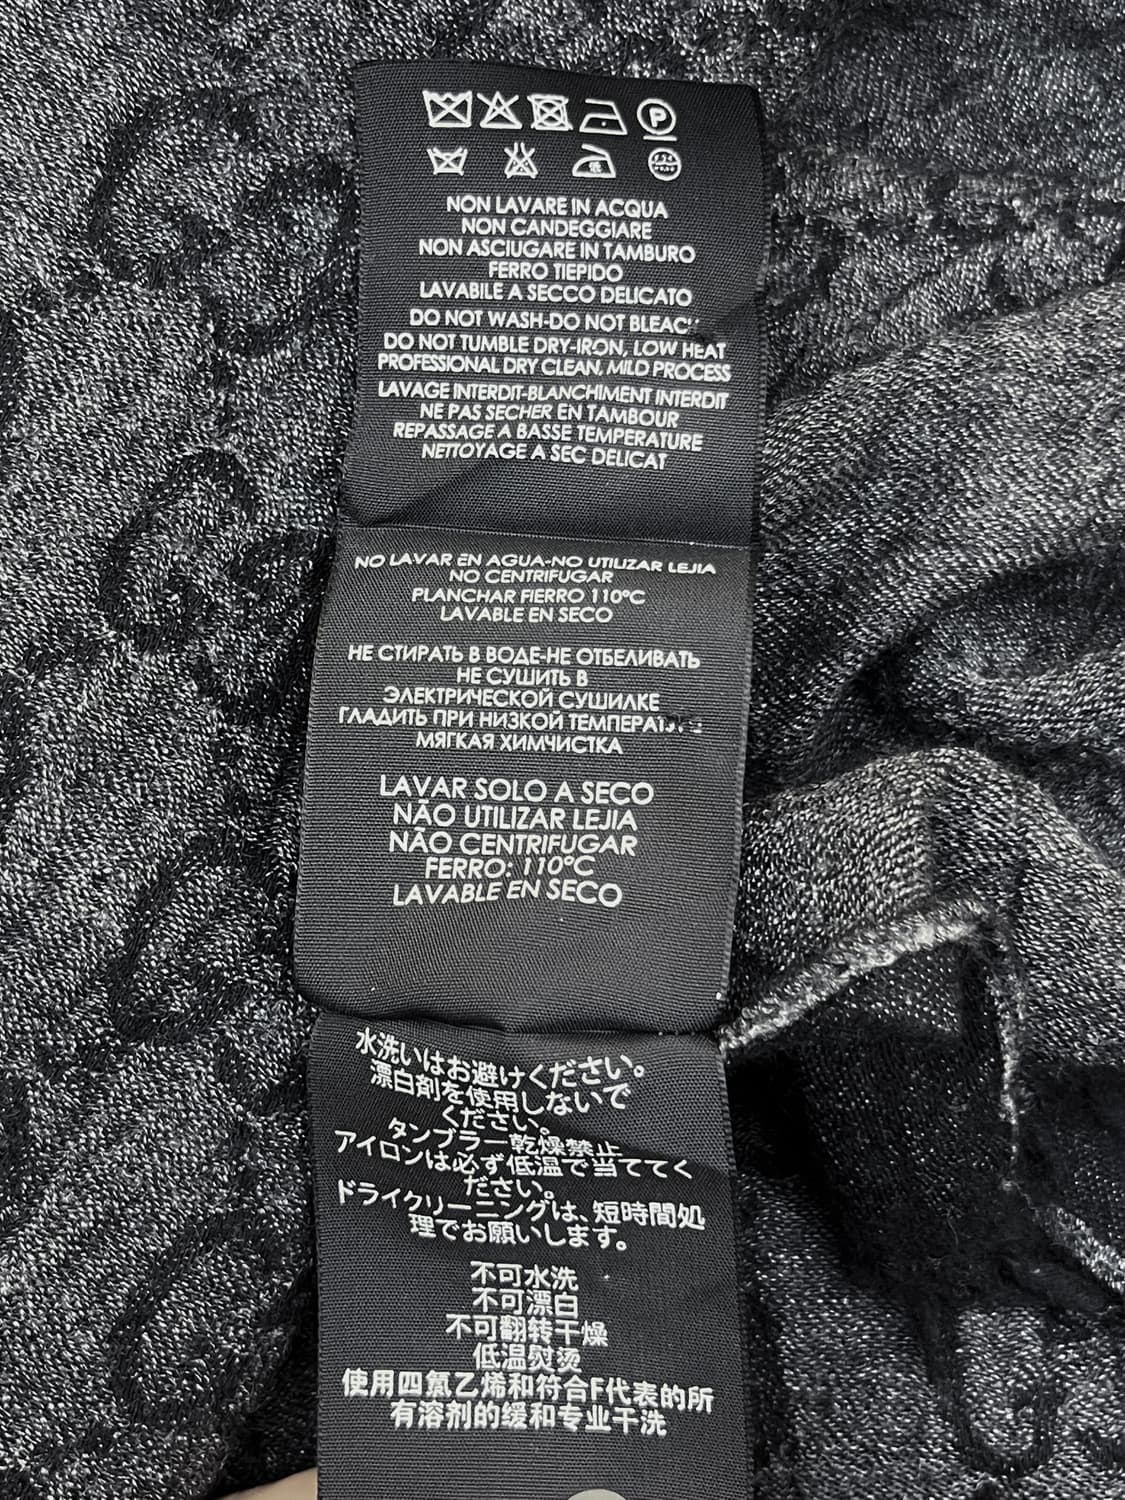 P
NON LAVARE IN ACQUA
NON CANDEGGIARE
NON ASCIUGARE IN TAMBURO
FERRO TIEPIDO
LAVABILE A SECCO DELICATO
DO NOT WASH-DO NOT BLEAC
DO NOT TUMBLE DRY-IRON, LOW HEAT
PROFESSIONAL DRY CLEAN, MILD PROCESS
LAVAGE INTERDIT-BLANCHIMENT INTERDIT
NE PAS SECHER EN TAMBOUR
REPASSAGE A BASSE TEMPERATURE
NETTOYAGE A SEC DELICAT
NO LAVAR EN AGUA-NO UTILIZAR LEJIA
NO CENTRIFUGAR
PLANCHAR FIERRO 110°C
LAVABLE EN SECO
НЕ СТИРАТЬ В ВОДЕ-НЕ ОТБЕЛИВАТЬ
НЕ СУШИТЬ В
ЭЛЕКТРИЧЕСКОЙ СУШИЛКЕ
ГЛАДИТЬ ПРИ НИЗКОЙ ТЕМПЕРАТУРЕ
МЯГКАЯ ХИМЧИСТКА
LAVAR SOLO A SECO
NÃO UTILIZAR LEJIA
NÃO CENTRIFUGAR
FERRO: 110°C
LAVABLE EN SECO
水洗いはお避けください。
漂白剤を使用しないで
ください。
タンブラー乾燥禁止
アイロンは必ず低温で当ててく
ださい。
ドライクリーニングは、短時間処
理でお願いします。
不可水洗
不可漂白
不可翻转干燥
低温熨烫
使用四氯乙烯和符合F代表的所
有溶剂的缓和专业干洗